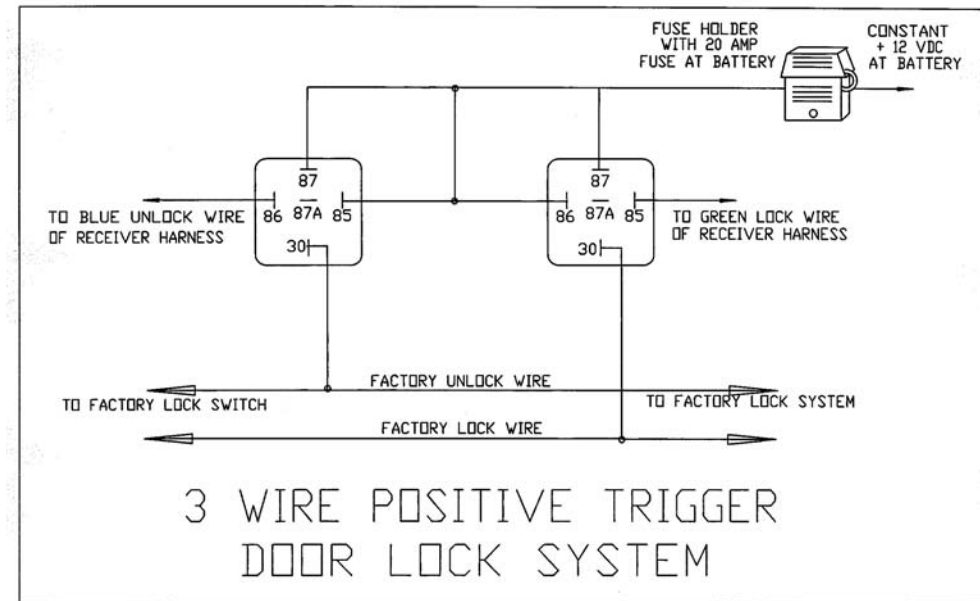 FUSE HOLDER
WITH 20 AMP
FUSE AT BATTERY
CONSTANT
+ 12 VDC
AT BATTERY
87
86
87A
85
30
87
86
87A
85
30
TO BLUE UNLOCK WIRE
OF RECEIVER HARNESS
TO GREEN LOCK WIRE
OF RECEIVER HARNESS
FACTORY UNLOCK WIRE
TO FACTORY LOCK SWITCH
TO FACTORY LOCK SYSTEM
FACTORY LOCK WIRE
3 WIRE POSITIVE TRIGGER
DOOR LOCK SYSTEM